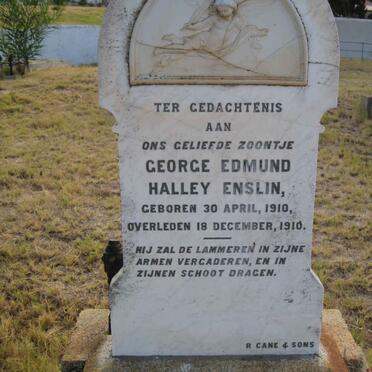 TER GEDACHTENIS
AAN
ONS GELIEFDE ZOONTJE
GEORGE EDMUND
HALLEY ENSLIN,
GEBOREN 30 APRIL, 1910,
OVERLEDEN 18 DECEMBER, 1910.
HIJ ZAL DE LAMMEREN IN ZIJNE
ARMEN VERGADEREN, EN IN
ZIJNEN SCHOOT DRAGEN.
R CANE & SONS